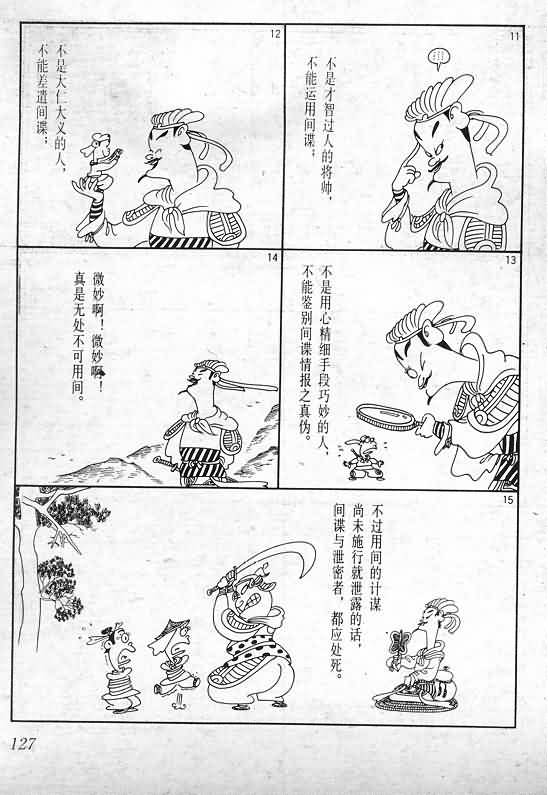 11
不是才智过人的将帅，
不能运用间谍；
12
不是大仁大义的人，
不能差遣间谍；
13
不是用心精细手段巧妙的人，
不能鉴别间谍情报之真伪。
14
微妙啊！微妙啊！
真是无处不可用间。
15
不过用间的计谋
尚未施行就泄露的话，
间谍与泄密者，都应处死。
127